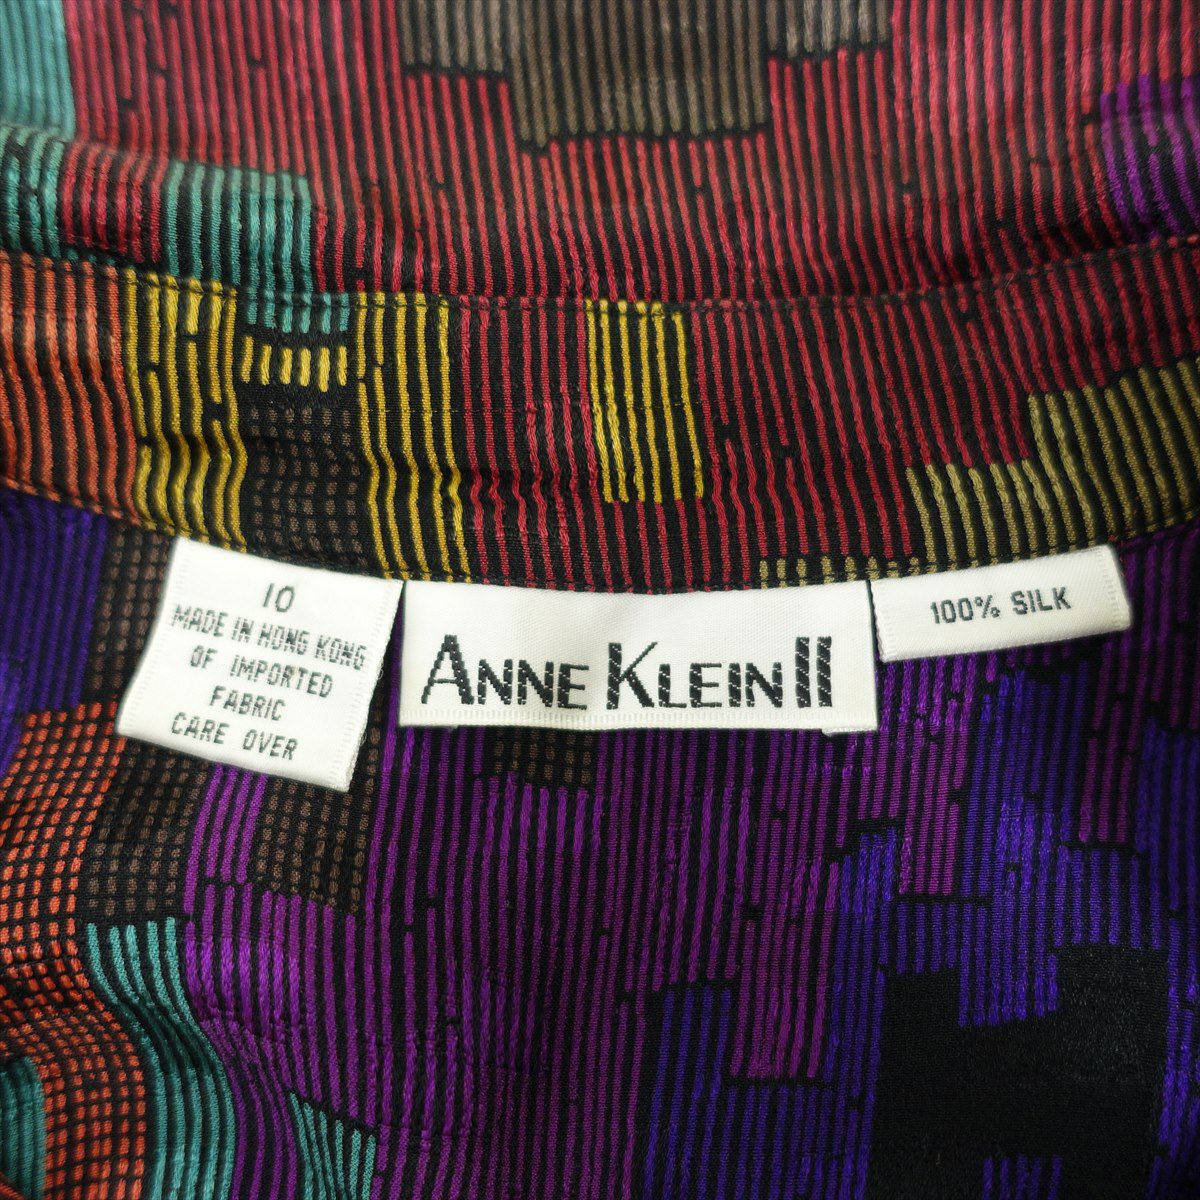 10
MADE IN HONG KONG
OF IMPORTED
FABRIC
CARE OVER
ANNE KLEIN II
100% SILK